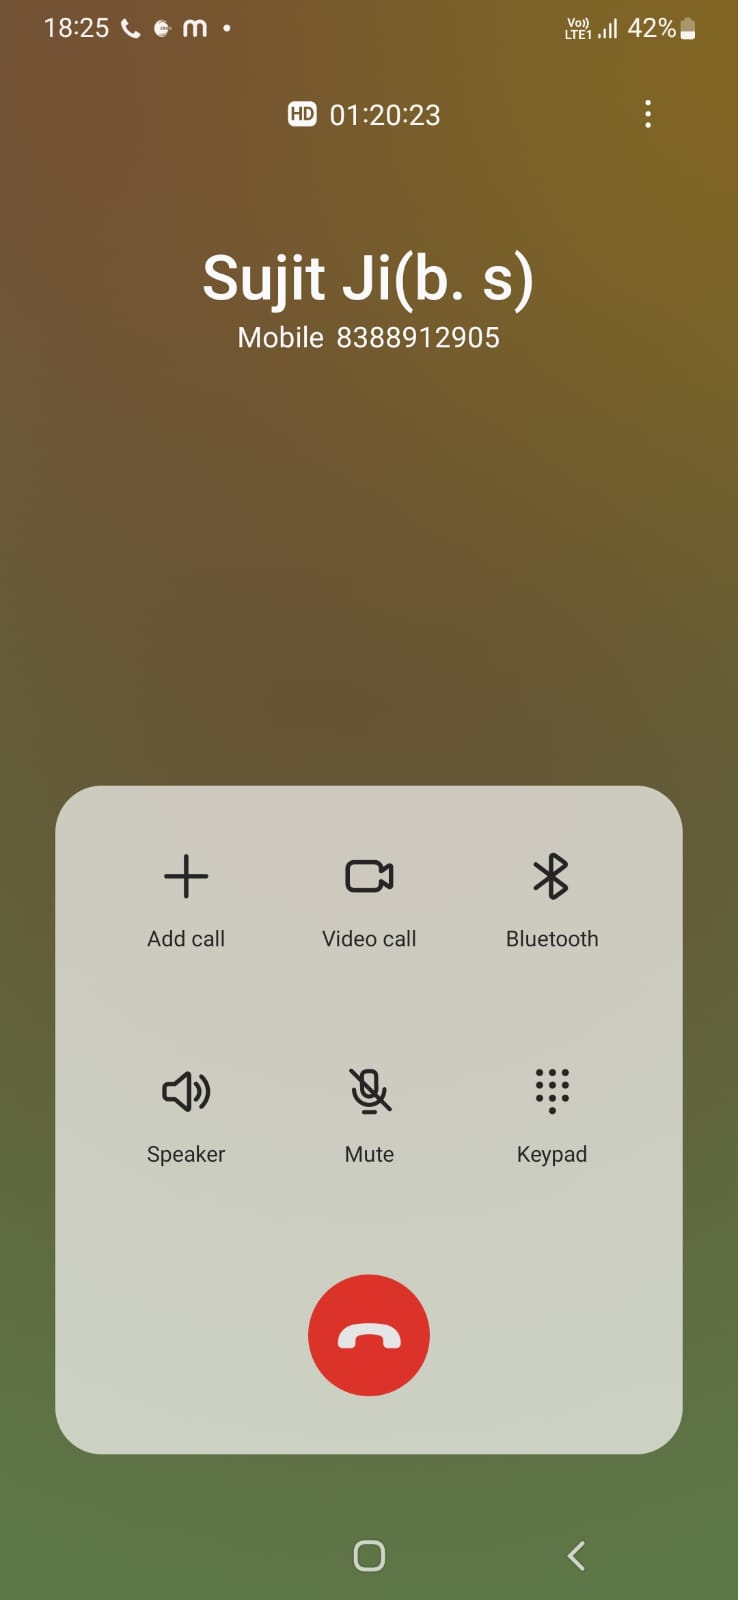 18:25 m Vo)) LTE1 42%
HD 01:20:23
Sujit Ji(b. s)
Mobile 8388912905
Add call Video call Bluetooth
Speaker Mute Keypad